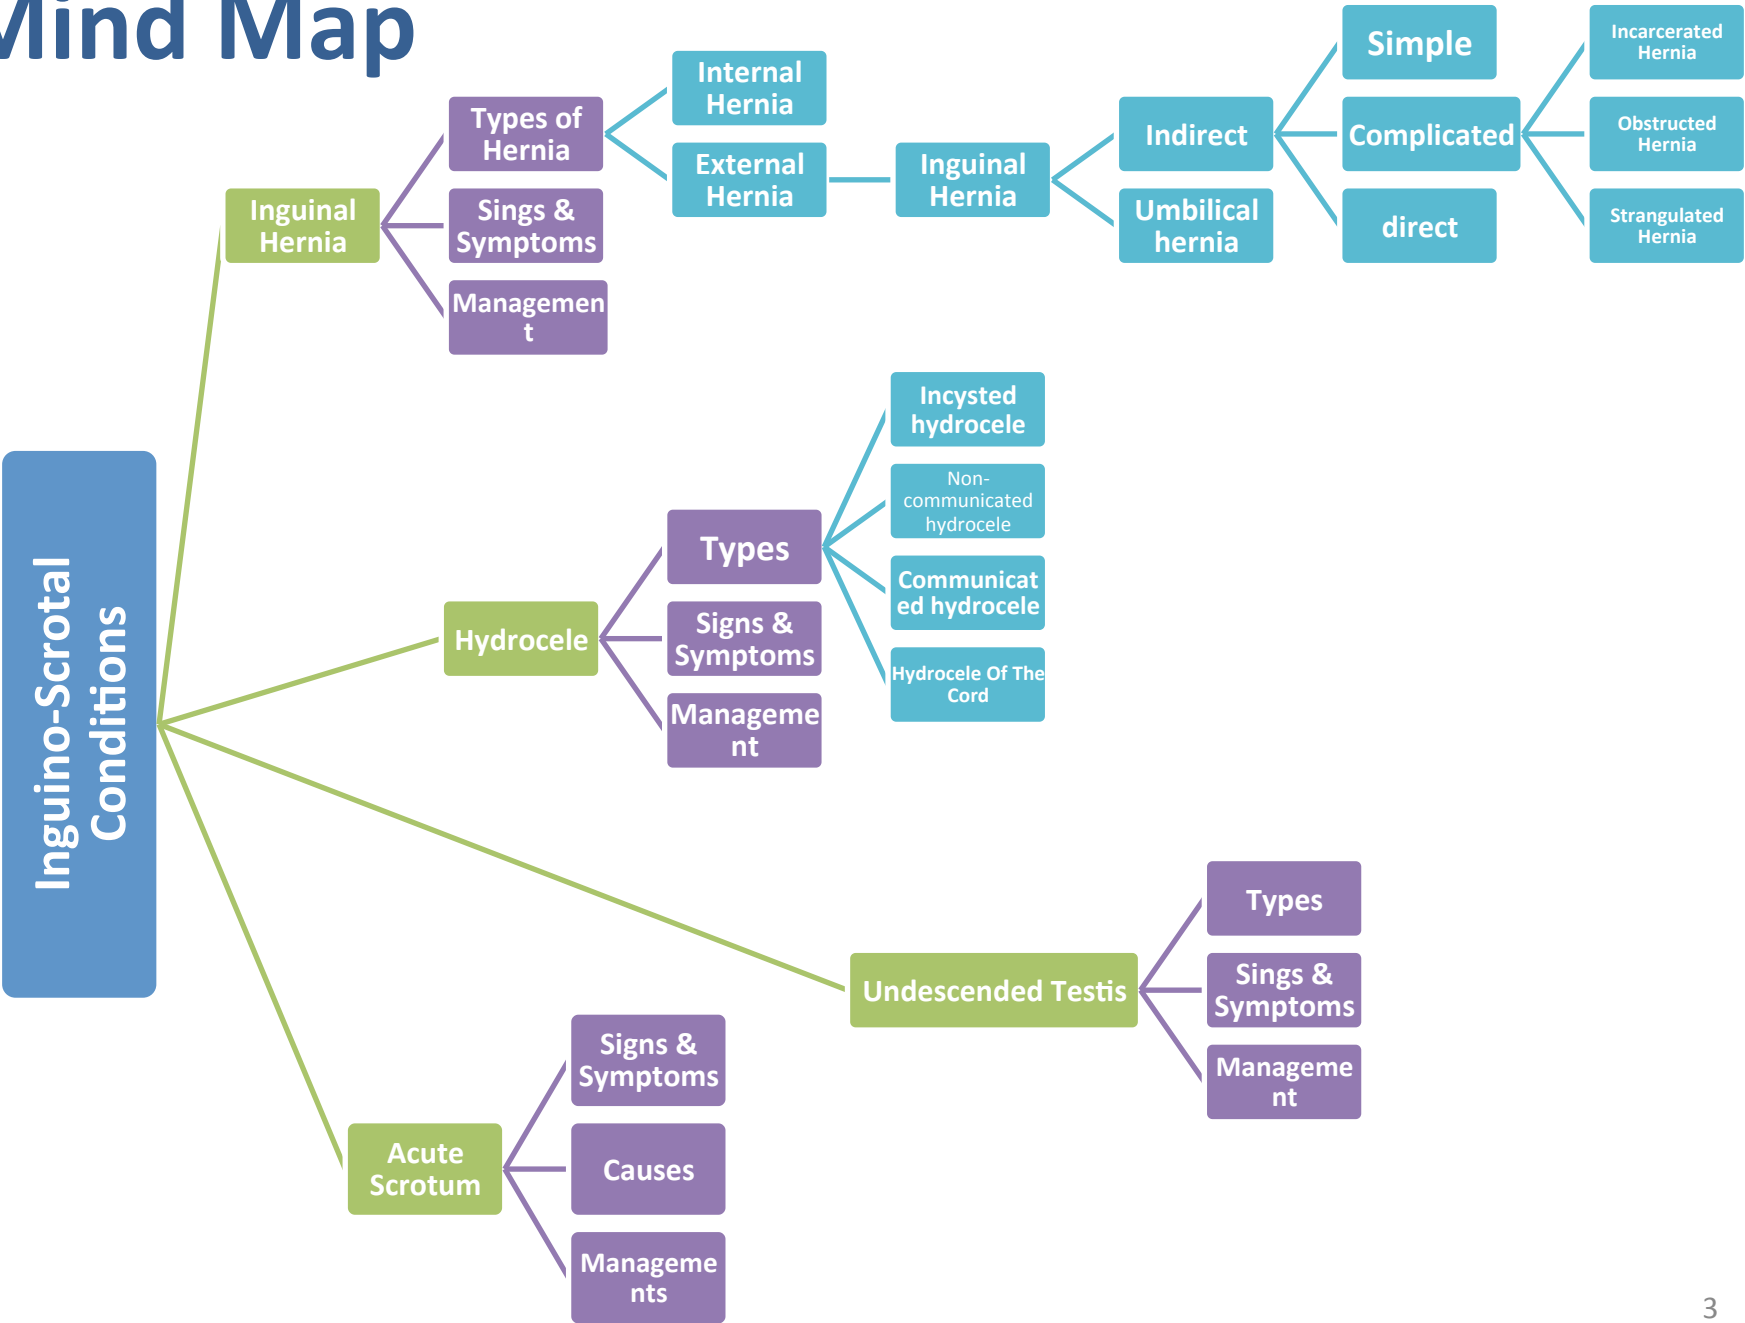 Mind Map
Inguino-Scrotal
Conditions
Inguinal
Hernia
Types of
Hernia
Internal
Hernia
External
Hernia
Inguinal
Hernia
Indirect
Simple
Complicated
Incarcerated
Hernia
Obstructed
Hernia
Strangulated
Hernia
direct
Umbilical
hernia
Sings &
Symptoms
Managemen
t
Hydrocele
Types
Incysted
hydrocele
Non-
communicated
hydrocele
Communicat
ed hydrocele
Hydrocele Of The
Cord
Signs &
Symptoms
Manageme
nt
Undescended Testis
Types
Sings &
Symptoms
Manageme
nt
Acute
Scrotum
Signs &
Symptoms
Causes
Manageme
nts
3